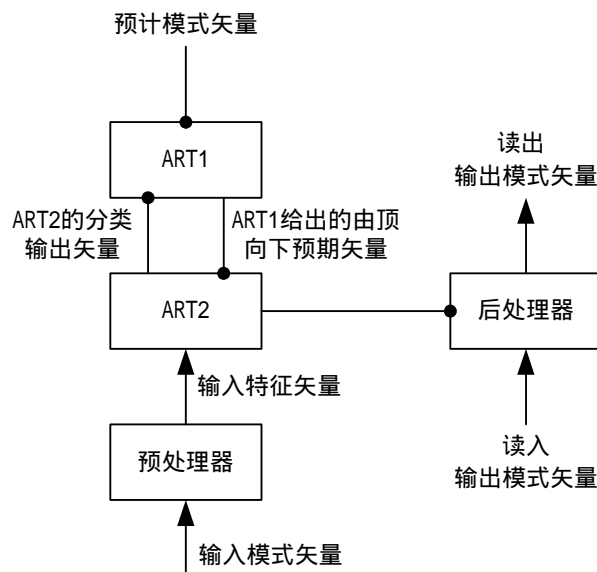 预计模式矢量
ART1
ART2的分类
输出矢量
ART1给出的由顶
向下预期矢量
ART2
输入特征矢量
预处理器
输入模式矢量
读出
输出模式矢量
后处理器
读入
输出模式矢量